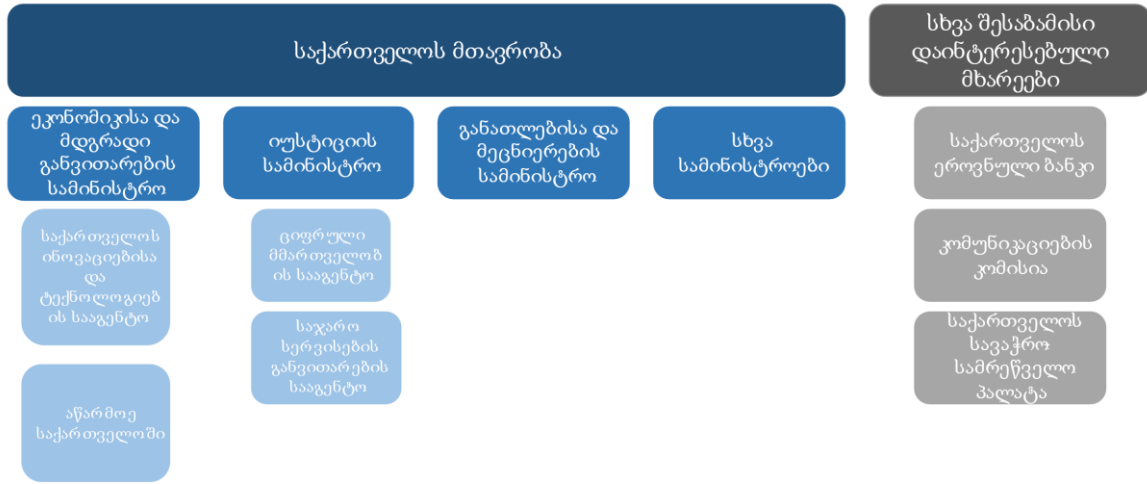 საქართველოს მთავრობა
სხვა შესაბამისი
დაინტერესებული
მხარეები
ეკონომიკისა და
მდგრადი
განვითარების
სამინისტრო
იუსტიციის
სამინისტრო
განათლებისა და
მეცნიერების
სამინისტრო
სხვა
სამინისტროები
საქართველოს
ეროვნული ბანკი
საქართველოს
ინოვაციებისა
და
ტექნოლოგიებ
ის სააგენტო
ციფრული
მმართველობ
ის სააგენტო
კომუნიკაციების
კომისია
საჯარო
სერვისების
განვითარების
სააგენტო
საქართველოს
სავაჭრო
სამრეწველო
პალატა
აწარმოე
საქართველოში